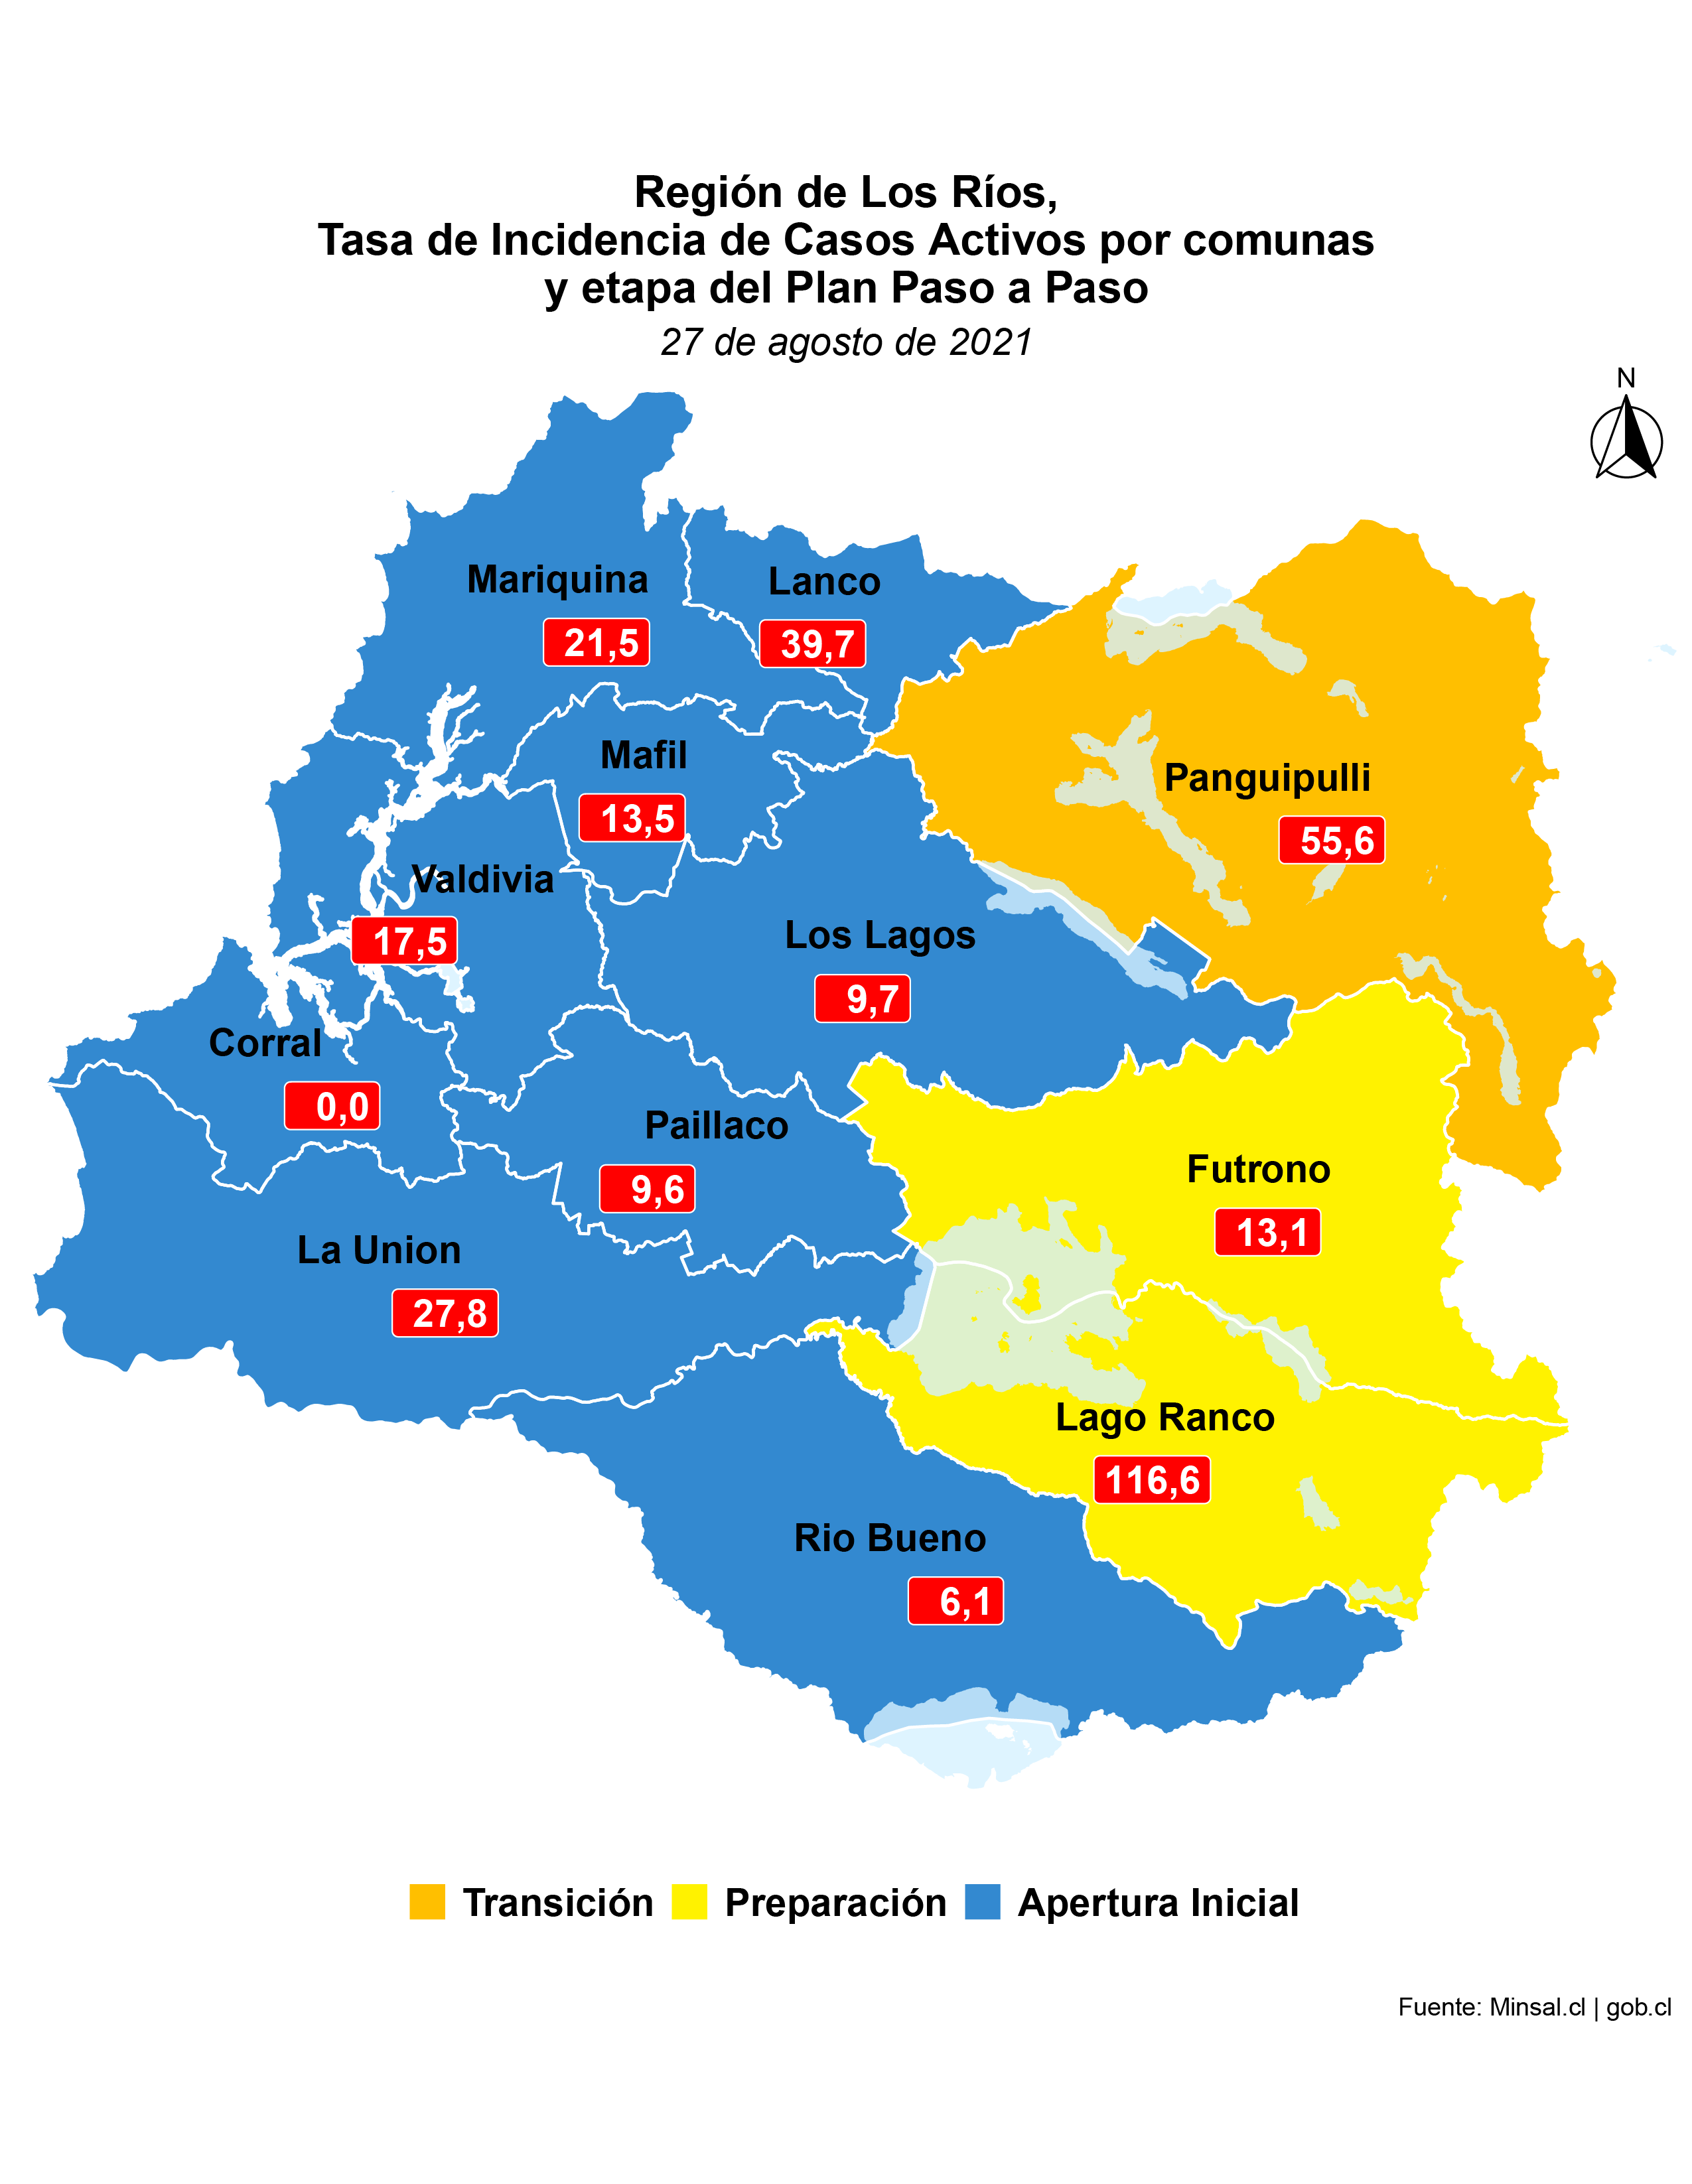 Región de Los Ríos,
Tasa de Incidencia de Casos Activos por comunas
y etapa del Plan Paso a Paso
27 de agosto de 2021
N
Mariquina
21,5
Lanco
39,7
Mafil
13,5
Panguipulli
55,6
Valdivia
17,5
Los Lagos
9,7
Corral
0,0
Paillaco
9,6
Futrono
13,1
La Union
27,8
Lago Ranco
116,6
Rio Bueno
6,1
Transición Preparación Apertura Inicial
Fuente: Minsal.cl | gob.cl